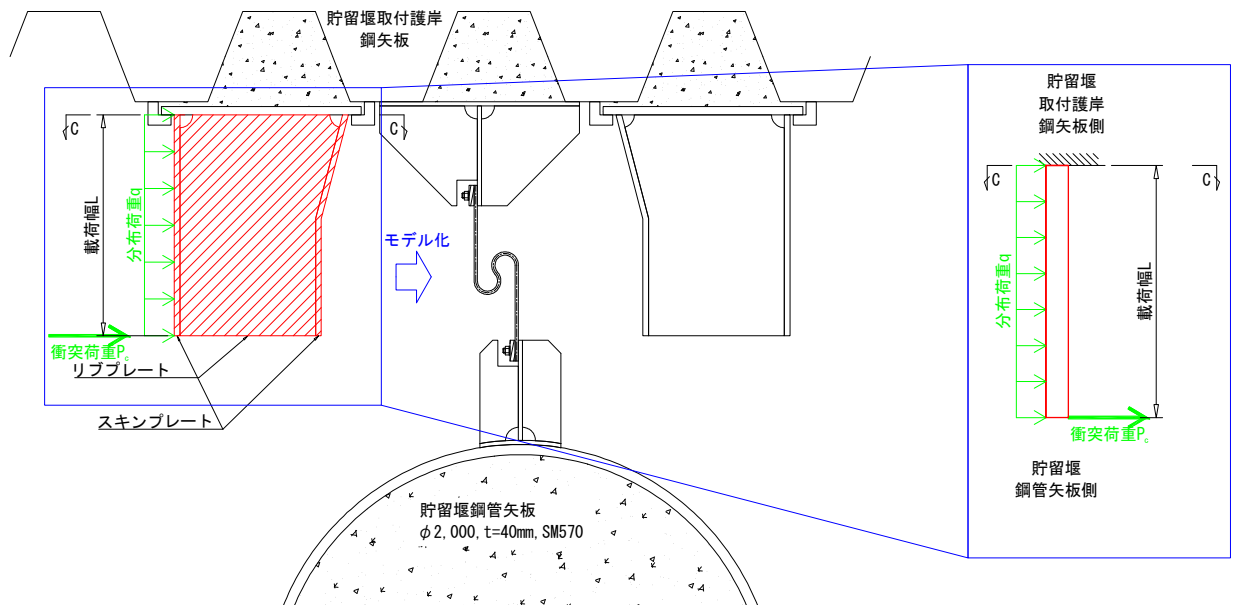 貯留堰取付護岸
鋼矢板
C
C
載荷幅L
分布荷重q
衝突荷重Pc
リブプレート
スキンプレート
モデル化
貯留堰鋼管矢板
φ2,000, t=40mm, SM570
貯留堰
取付護岸
鋼矢板側
C
C
分布荷重q
載荷幅L
衝突荷重Pc
貯留堰
鋼管矢板側